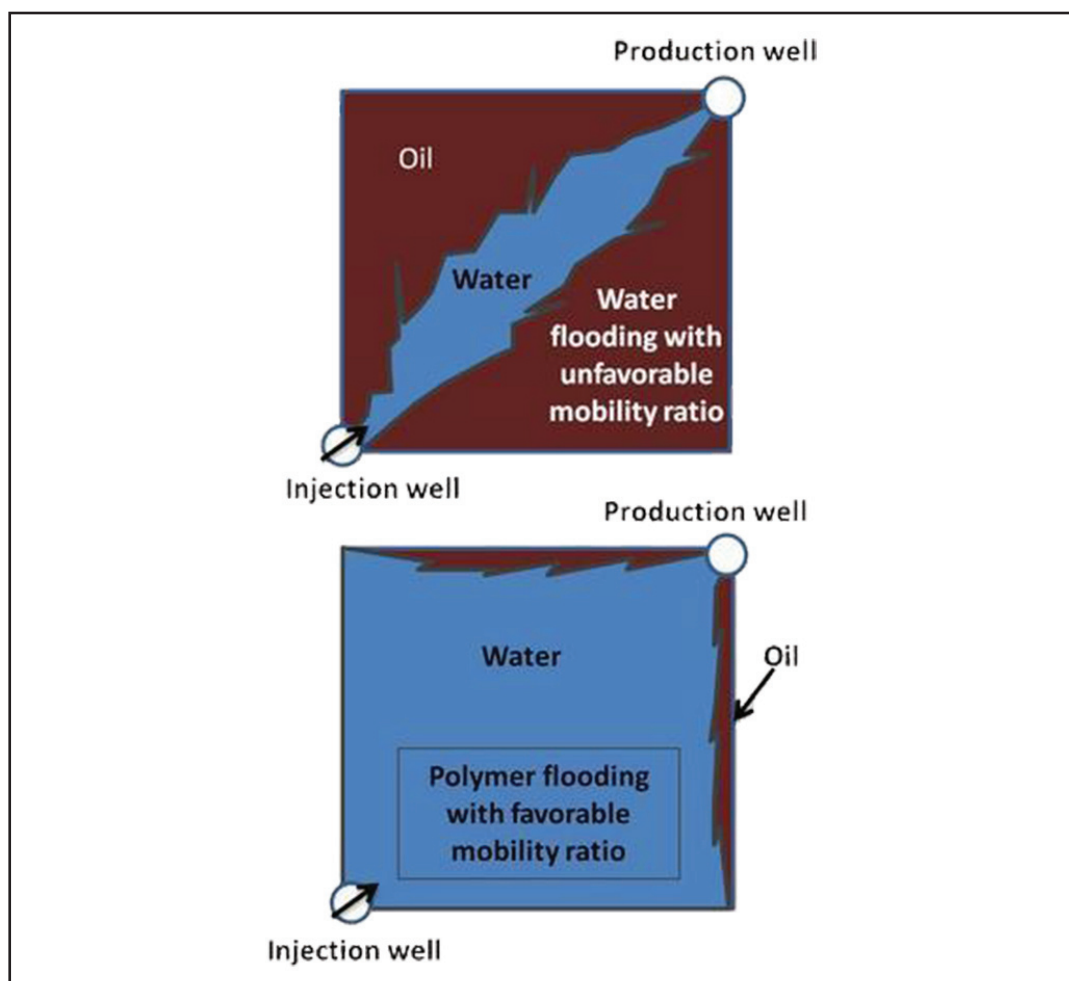 Production well
Oil
Water
Water
flooding with
unfavorable
mobility ratio
Injection well
Production well
Water
Oil
Polymer flooding
with favorable
mobility ratio
Injection well